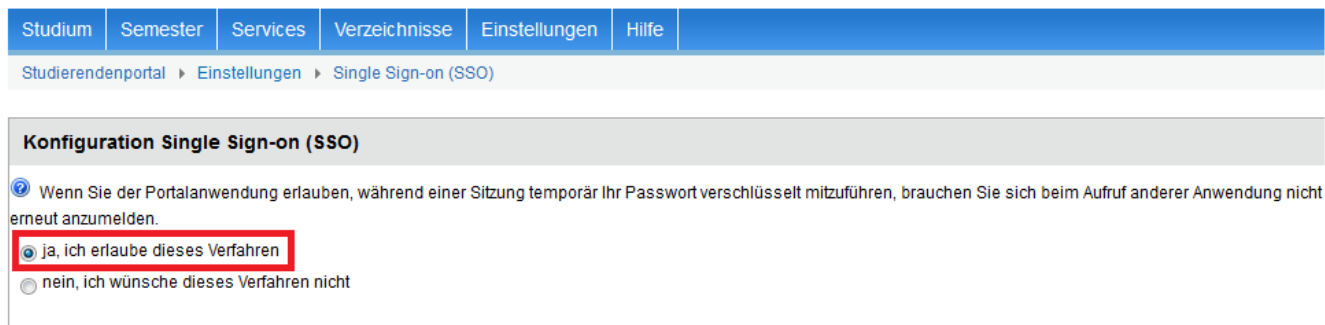 Studium Semester Services Verzeichnisse Einstellungen Hilfe
Studierendenportal Einstellungen Single Sign-on (SSO)
Konfiguration Single Sign-on (SSO)
Wenn Sie der Portalanwendung erlauben, während einer Sitzung temporär Ihr Passwort verschlüsselt mitzuführen, brauchen Sie sich beim Aufruf anderer Anwendung nicht
erneut anzumelden.
ja, ich erlaube dieses Verfahren
nein, ich wünsche dieses Verfahren nicht